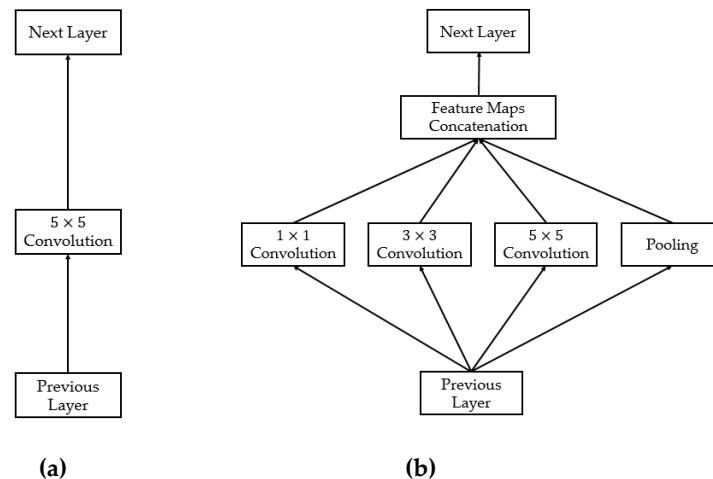 Next Layer
5 × 5
Convolution
Previous
Layer
(a)
Next Layer
Feature Maps
Concatenation
1 × 1
Convolution
3 × 3
Convolution
5 × 5
Convolution
Pooling
Previous
Layer
(b)